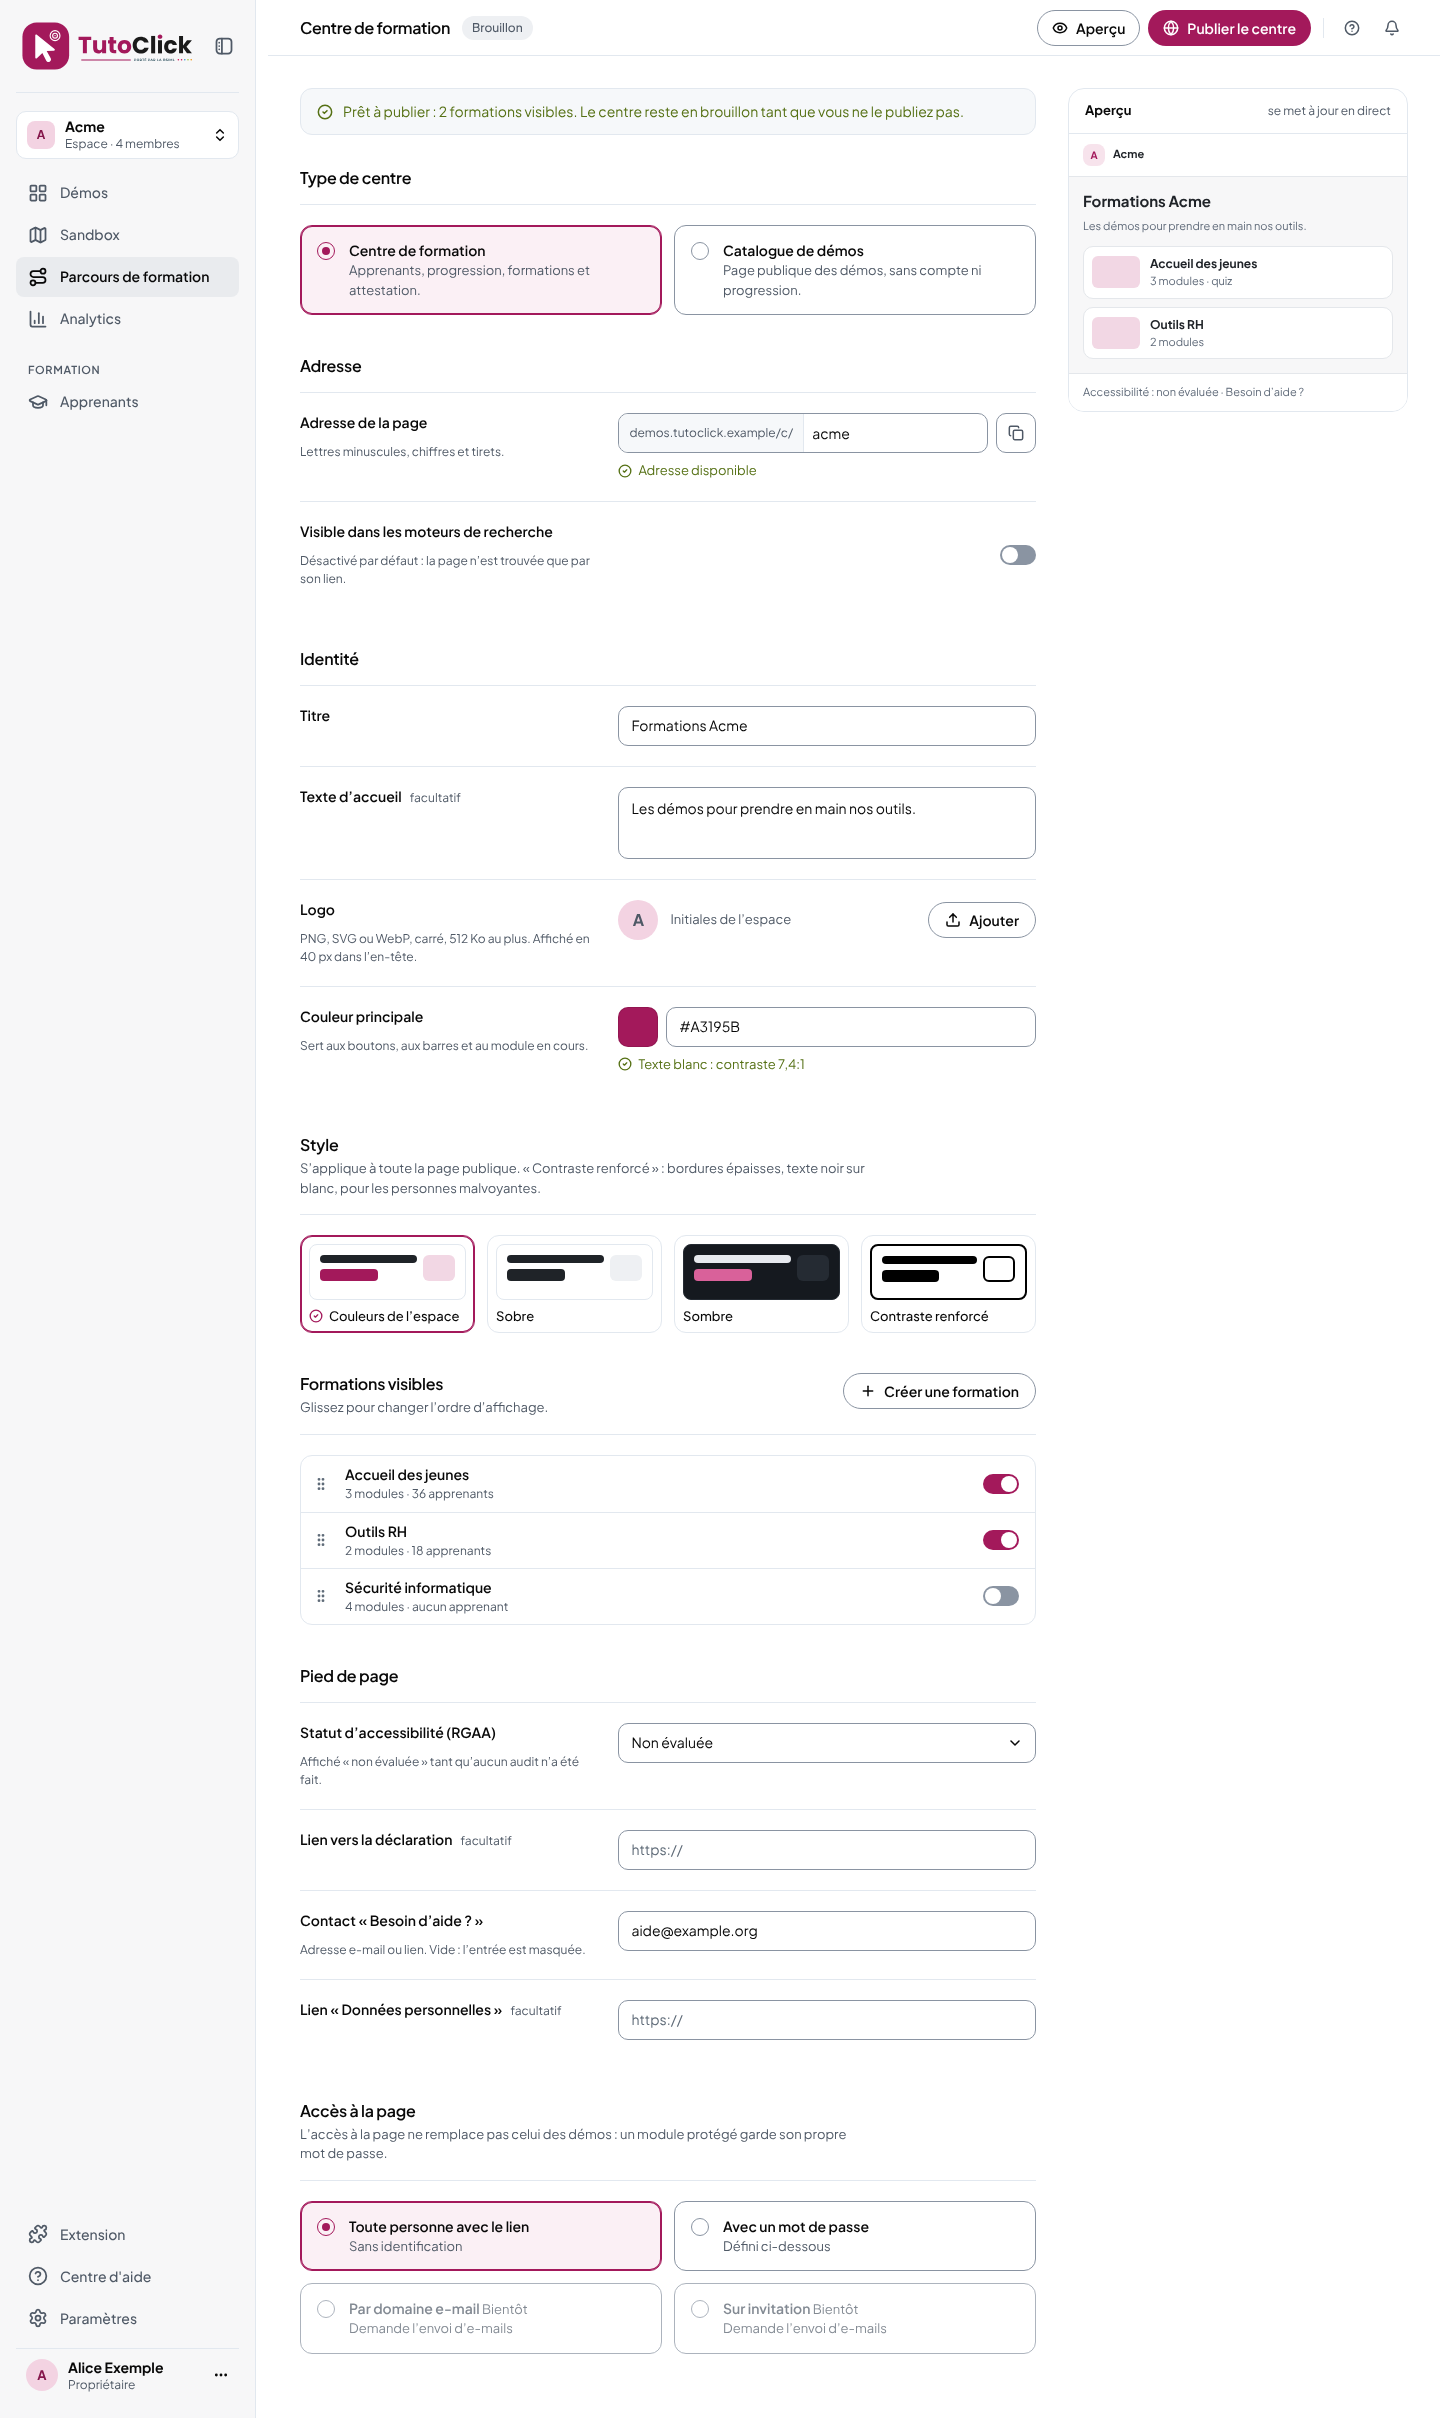 TutoClick
Acme
Espace · 4 membres
Démos
Sandbox
Parcours de formation
Analytics
FORMATION
Apprenants
Extension
Centre d'aide
Paramètres
Alice Exemple
Propriétaire
Centre de formation
Brouillon
Aperçu
Publier le centre
Prêt à publier : 2 formations visibles. Le centre reste en brouillon tant que vous ne le publiez pas.
Type de centre
Centre de formation
Apprenants, progression, formations et
attestation.
Catalogue de démos
Page publique des démos, sans compte ni
progression.
Adresse
Adresse de la page
Lettres minuscules, chiffres et tirets.
demos.tutoclick.example/c/
acme
Adresse disponible
Visible dans les moteurs de recherche
Désactivé par défaut : la page n’est trouvée que par
son lien.
Identité
Titre
Formations Acme
Texte d’accueil facultatif
Les démos pour prendre en main nos outils.
Logo
PNG, SVG ou WebP, carré, 512 Ko au plus. Affiché en
40 px dans l’en-tête.
A
Initiales de l’espace
Ajouter
Couleur principale
Sert aux boutons, aux barres et au module en cours.
#A3195B
Texte blanc : contraste 7,4:1
Style
S’applique à toute la page publique. « Contraste renforcé » : bordures épaisses, texte noir sur
blanc, pour les personnes malvoyantes.
Couleurs de l’espace
Sobre
Sombre
Contraste renforcé
Formations visibles
Glissez pour changer l’ordre d’affichage.
Créer une formation
Accueil des jeunes
3 modules · 36 apprenants
Outils RH
2 modules · 18 apprenants
Sécurité informatique
4 modules · aucun apprenant
Pied de page
Statut d’accessibilité (RGAA)
Affiché « non évaluée » tant qu’aucun audit n’a été
fait.
Non évaluée
Lien vers la déclaration facultatif
https://
Contact « Besoin d’aide ? »
Adresse e-mail ou lien. Vide : l’entrée est masquée.
aide@example.org
Lien « Données personnelles » facultatif
https://
Accès à la page
L’accès à la page ne remplace pas celui des démos : un module protégé garde son propre
mot de passe.
Toute personne avec le lien
Sans identification
Avec un mot de passe
Défini ci-dessous
Par domaine e-mail Bientôt
Demande l’envoi d’e-mails
Sur invitation Bientôt
Demande l’envoi d’e-mails
Aperçu
se met à jour en direct
A
Acme
Formations Acme
Les démos pour prendre en main nos outils.
Accueil des jeunes
3 modules · quiz
Outils RH
2 modules
Accessibilité : non évaluée · Besoin d’aide ?